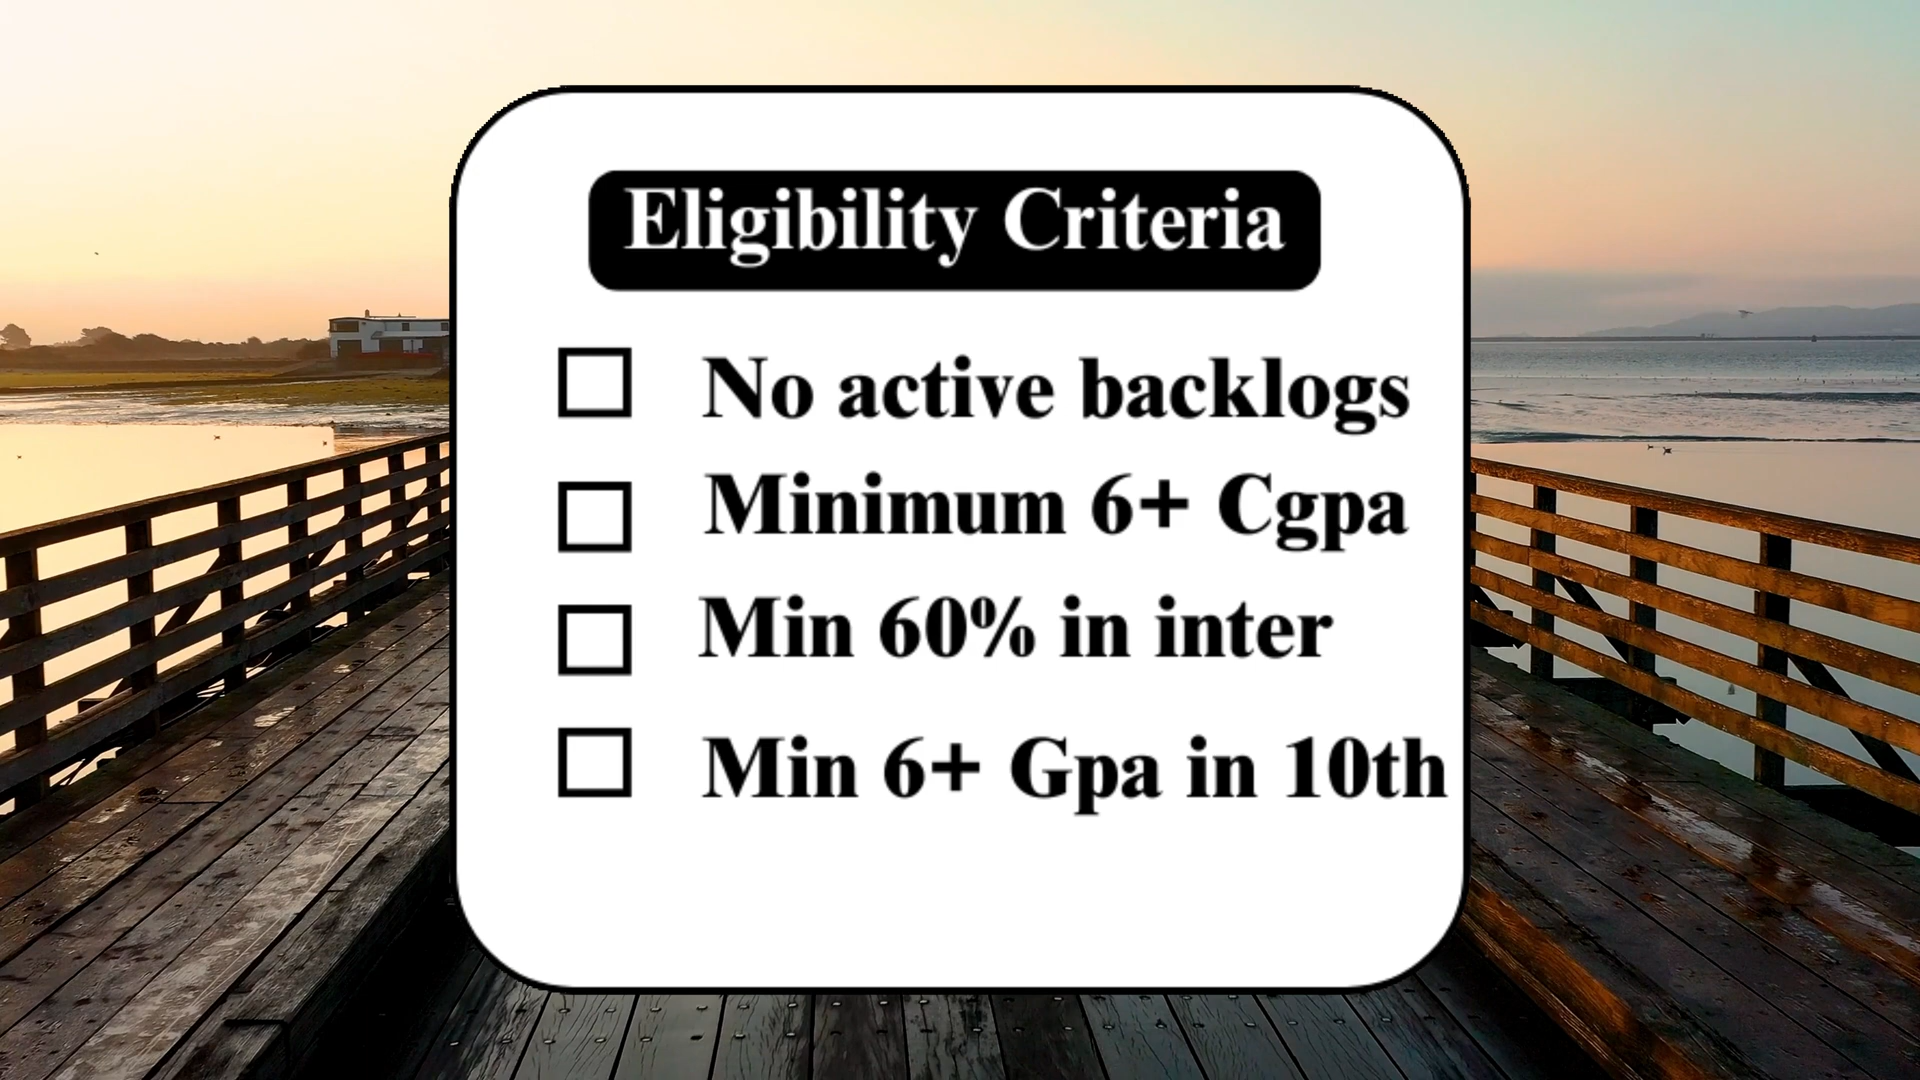 Eligibility Criteria
No active backlogs
Minimum 6+ Cgpa
Min 60% in inter
Min 6+ Gpa in 10th